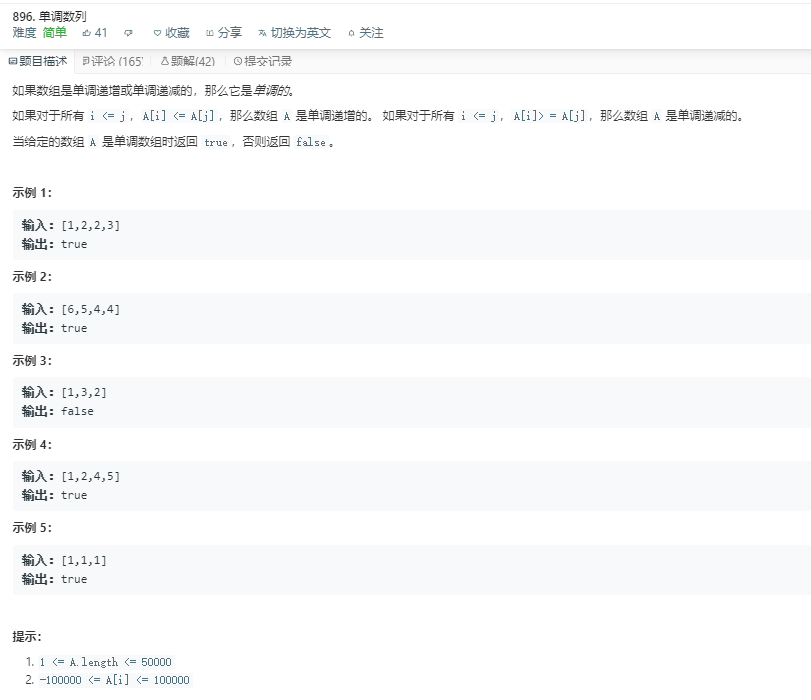 896. 单调数列
难度 简单 41 收藏 分享 切换为英文 关注
题目描述 评论 (165) 题解(42) 提交记录
如果数组是单调递增或单调递减的，那么它是单调的。
如果对于所有 i <= j，A[i] <= A[j]，那么数组 A 是单调递增的。 如果对于所有 i <= j，A[i]> = A[j]，那么数组 A 是单调递减的。
当给定的数组 A 是单调数组时返回 true，否则返回 false。
示例 1：
输入：[1,2,2,3]
输出：true
示例 2：
输入：[6,5,4,4]
输出：true
示例 3：
输入：[1,3,2]
输出：false
示例 4：
输入：[1,2,4,5]
输出：true
示例 5：
输入：[1,1,1]
输出：true
提示：
1. 1 <= A.length <= 50000
2. -100000 <= A[i] <= 100000